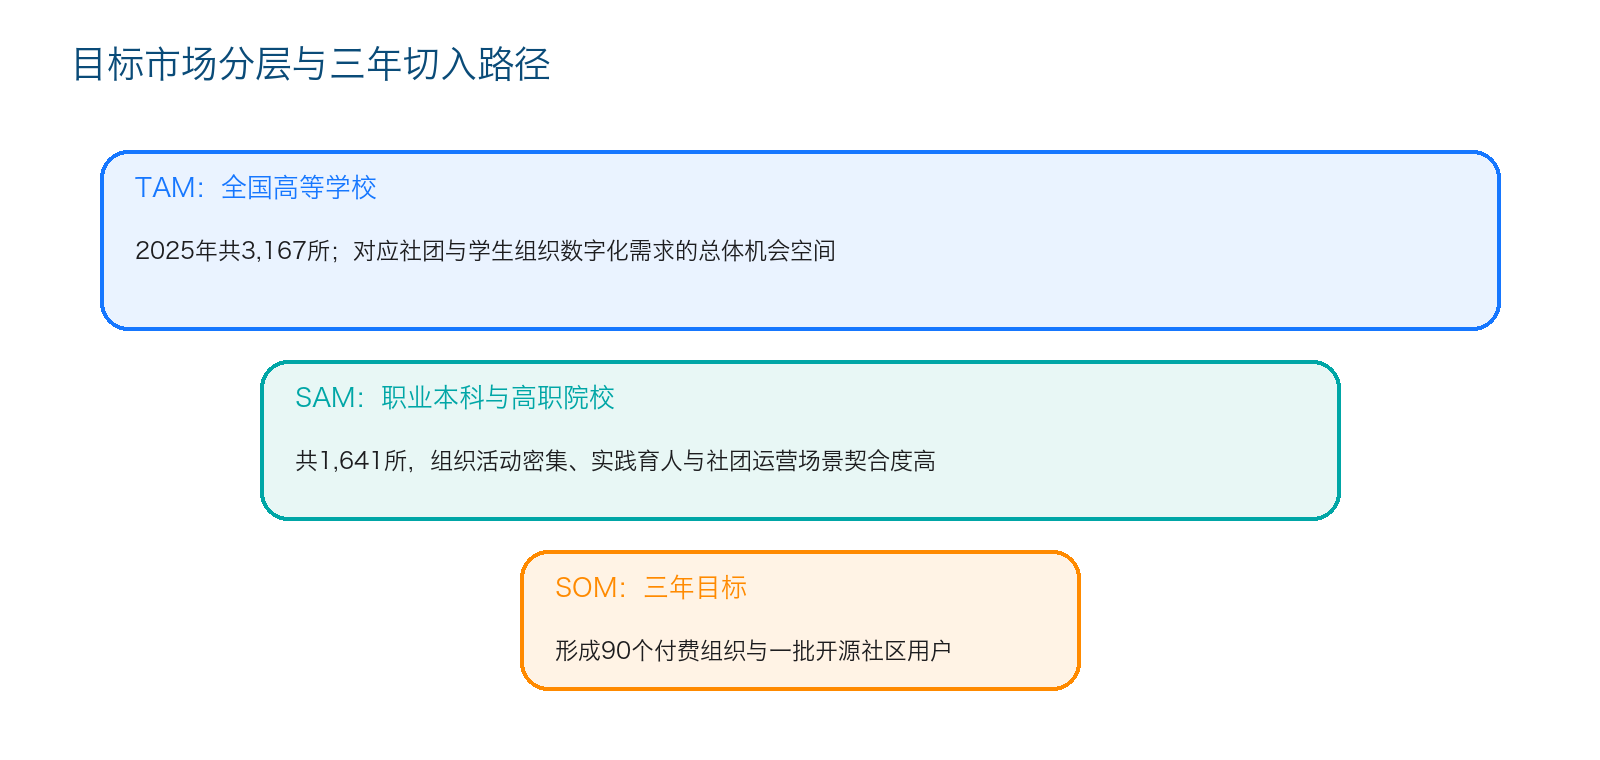 目标市场分层与三年切入路径
TAM：全国高等学校
2025年共3,167所；对应社团与学生组织数字化需求的总体机会空间
SAM：职业本科与高职院校
共1,641所，组织活动密集、实践育人与社团运营场景契合度高
SOM：三年目标
形成90个付费组织与一批开源社区用户